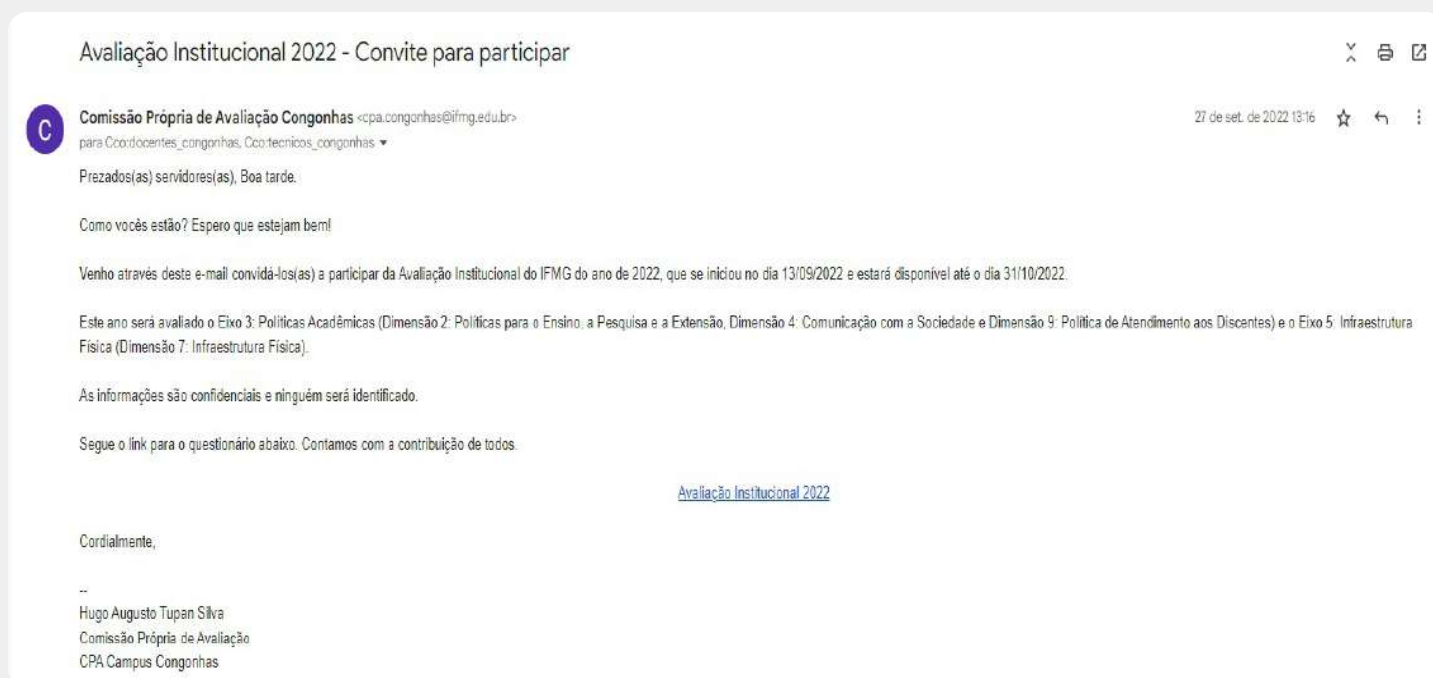 Avaliação Institucional 2022 - Convite para participar
C
Comissão Própria de Avaliação Congonhas <cpa.congonhas@ifmg.edu.br>
27 de set. de 2022 13:16
para Cco:docentes_congonhas, Cco:tecnicos_congonhas
Prezados(as) servidores(as), Boa tarde.
Como vocês estão? Espero que estejam bem!
Venho através deste e-mail convidá-los(as) a participar da Avaliação Institucional do IFMG do ano de 2022, que se iniciou no dia 13/09/2022 e estará disponível até o dia 31/10/2022.
Este ano será avaliado o Eixo 3: Políticas Acadêmicas (Dimensão 2: Políticas para o Ensino, a Pesquisa e a Extensão, Dimensão 4: Comunicação com a Sociedade e Dimensão 9: Política de Atendimento aos Discentes) e o Eixo 5: Infraestrutura
Física (Dimensão 7: Infraestrutura Física).
As informações são confidenciais e ninguém será identificado.
Segue o link para o questionário abaixo. Contamos com a contribuição de todos.
Avaliação Institucional 2022
Cordialmente,
--
Hugo Augusto Tupan Silva
Comissão Própria de Avaliação
CPA Campus Congonhas